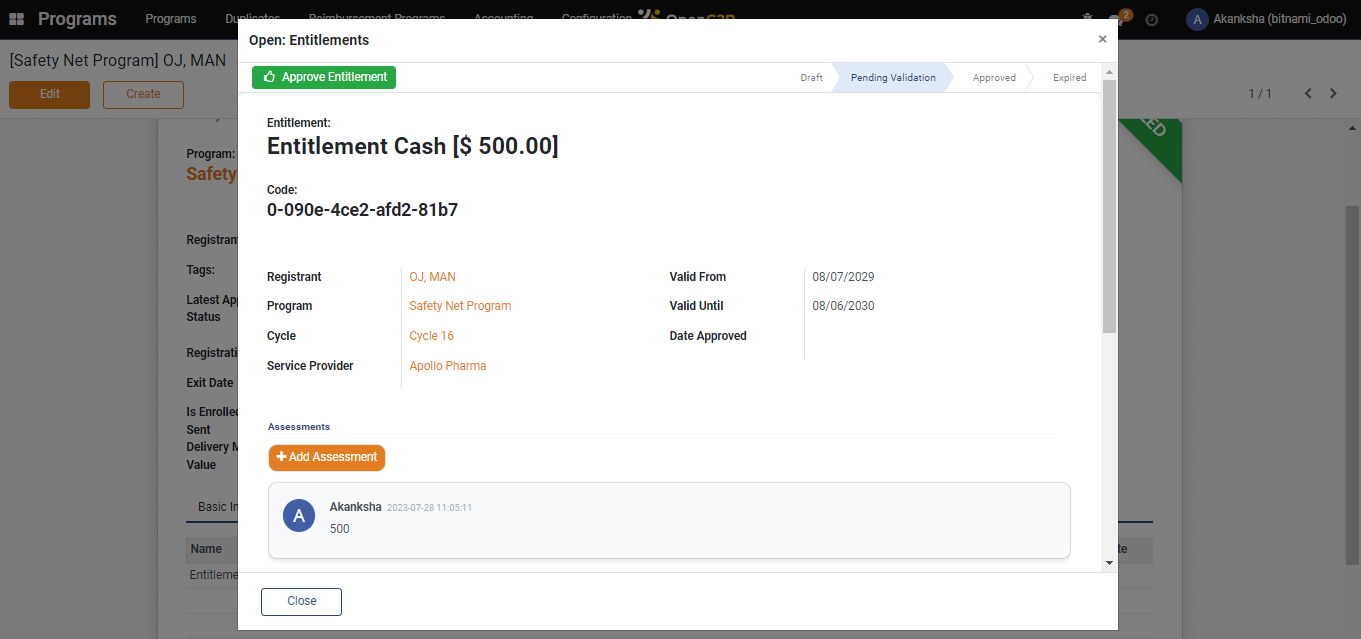 Programs
Programs
Duplicates
Reimbursement Programs
Accounting
Configuration
OpenG2P
2
A
Akanksha (bitnami_odoo)
[Safety Net Program] OJ, MAN
Edit
Create
1 / 1
Open: Entitlements
×
Approve Entitlement
Draft
Pending Validation
Approved
Expired
Entitlement:
Entitlement Cash [$ 500.00]
Code:
0-090e-4ce2-afd2-81b7
Registrant
OJ, MAN
Valid From
08/07/2029
Program
Safety Net Program
Valid Until
08/06/2030
Cycle
Cycle 16
Date Approved
Service Provider
Apollo Pharma
Assessments
Add Assessment
A
Akanksha 2023-07-28 11:05:11
500
Close
Program:
Safety
Registrant
Tags:
Latest App
Status
Registrati
Exit Date
Is Enrolled
Sent
Delivery M
Value
Basic In
Name
te
Entitleme